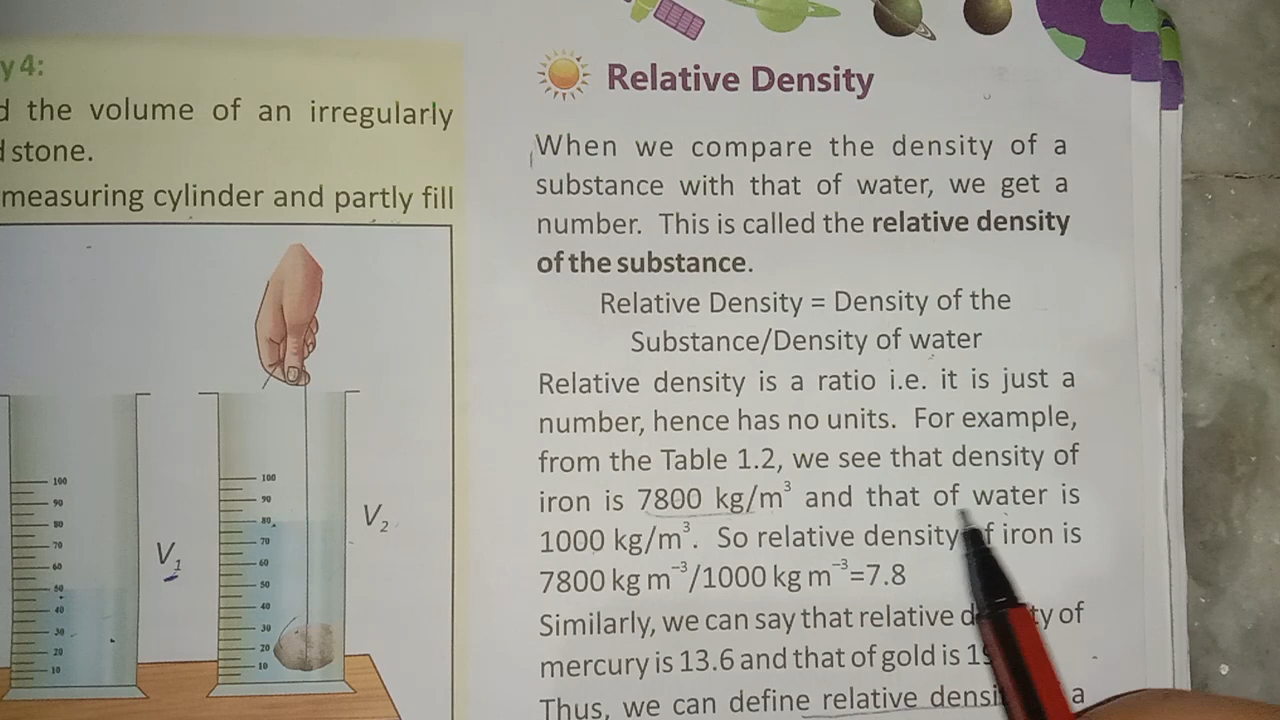 y 4:
d the volume of an irregularly
d stone.
measuring cylinder and partly fill
100
90
80
70
60
50
40
30
20
10
V1
100
90
80
70
60
50
40
30
20
10
V2
Relative Density
When we compare the density of a
substance with that of water, we get a
number. This is called the relative density
of the substance.
Relative Density = Density of the
Substance/Density of water
Relative density is a ratio i.e. it is just a
number, hence has no units. For example,
from the Table 1.2, we see that density of
iron is 7800 kg/m³ and that of water is
1000 kg/m³. So relative density of iron is
7800 kg m⁻³/1000 kg m⁻³=7.8
Similarly, we can say that relative of
mercury is 13.6 and that of gold is
Thus, we can define relative a